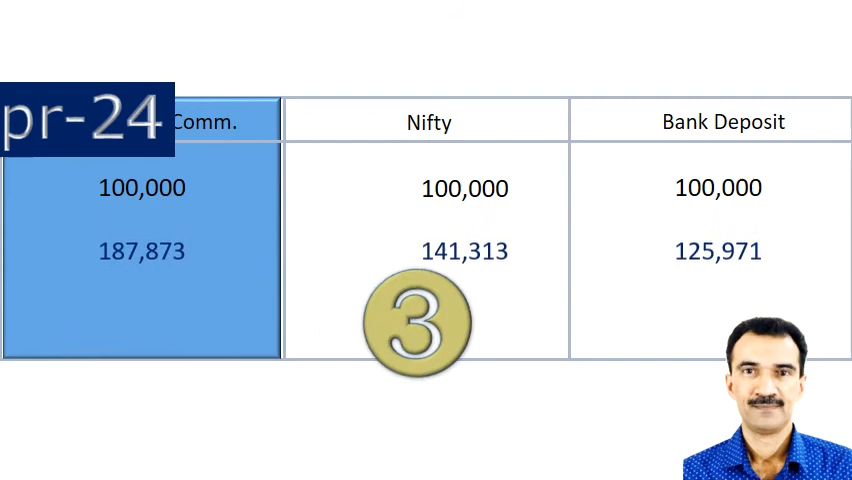 pr-24
Comm.
Nifty
Bank Deposit
100,000
100,000
100,000
187,873
141,313
125,971
3